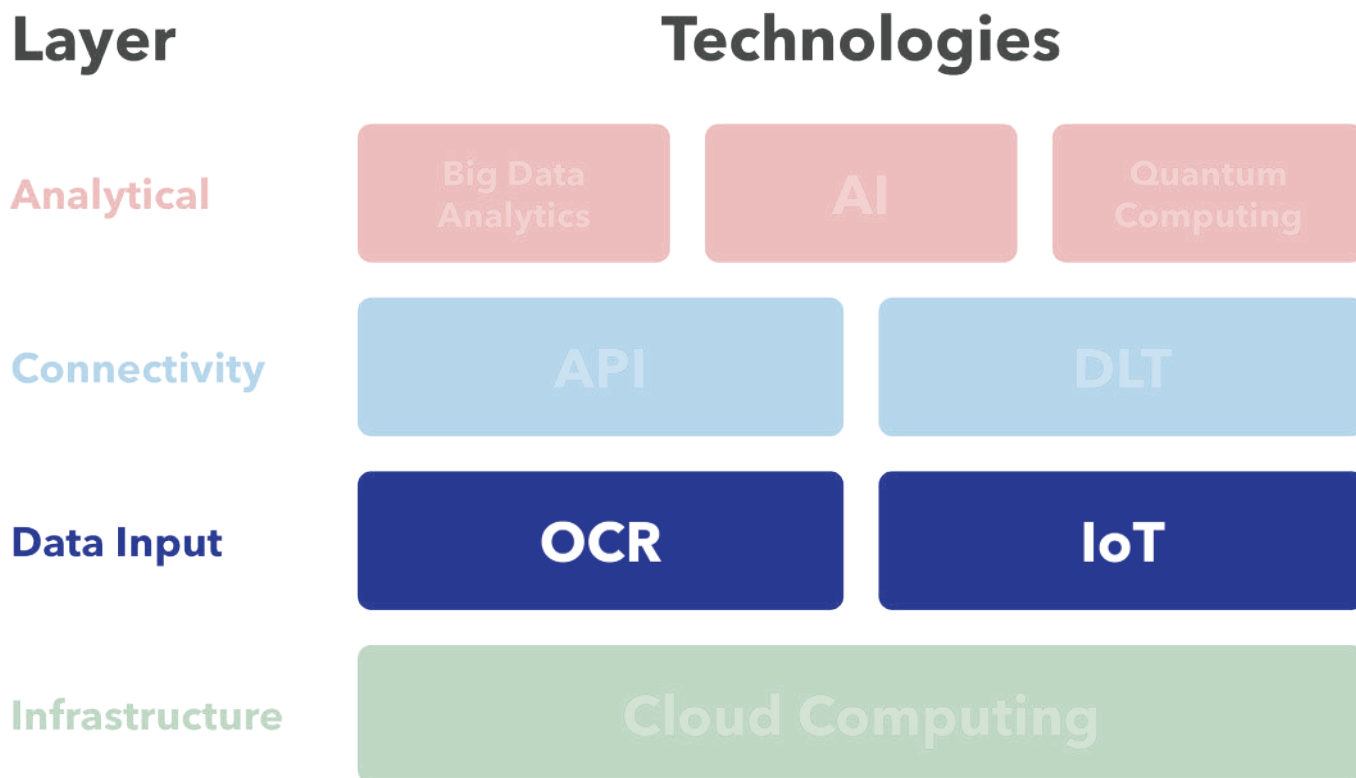 Layer
Technologies
Analytical
Big Data
Analytics
AI
Quantum
Computing
Connectivity
API
DLT
Data Input
OCR
IoT
Infrastructure
Cloud Computing